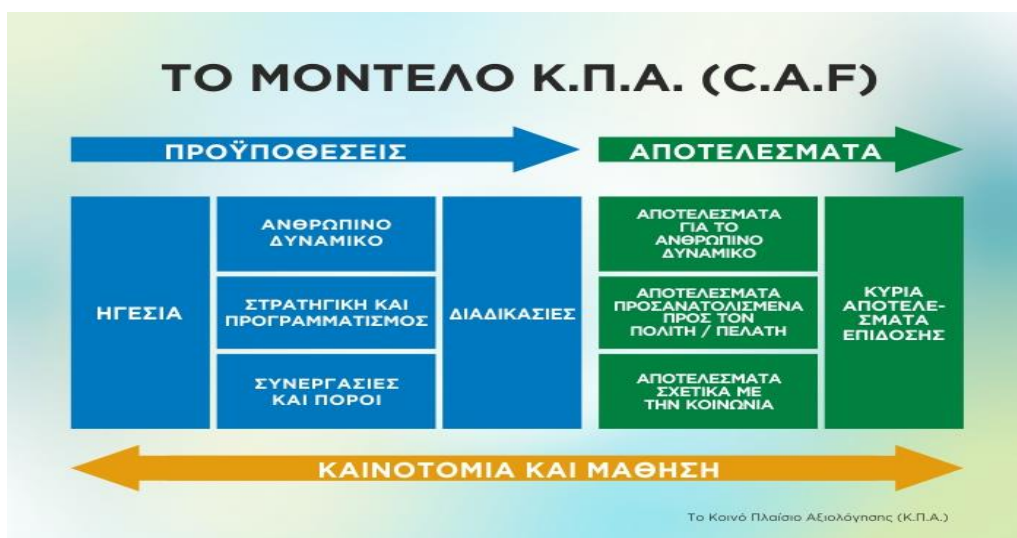 ΤΟ ΜΟΝΤΕΛΟ Κ.Π.Α. (C.A.F)
ΠΡΟΫΠΟΘΕΣΕΙΣ
ΑΠΟΤΕΛΕΣΜΑΤΑ
ΗΓΕΣΙΑ
ΑΝΘΡΩΠΙΝΟ
ΔΥΝΑΜΙΚΟ
ΣΤΡΑΤΗΓΙΚΗ ΚΑΙ
ΠΡΟΓΡΑΜΜΑΤΙΣΜΟΣ
ΣΥΝΕΡΓΑΣΙΕΣ
ΚΑΙ ΠΟΡΟΙ
ΔΙΑΔΙΚΑΣΙΕΣ
ΑΠΟΤΕΛΕΣΜΑΤΑ
ΓΙΑ ΤΟ
ΑΝΘΡΩΠΙΝΟ
ΔΥΝΑΜΙΚΟ
ΑΠΟΤΕΛΕΣΜΑΤΑ
ΠΡΟΣΑΝΑΤΟΛΙΣΜΕΝΑ
ΠΡΟΣ ΤΟΝ
ΠΟΛΙΤΗ / ΠΕΛΑΤΗ
ΑΠΟΤΕΛΕΣΜΑΤΑ
ΣΧΕΤΙΚΑ ΜΕ
ΤΗΝ ΚΟΙΝΩΝΙΑ
ΚΥΡΙΑ
ΑΠΟΤΕΛΕ-
ΣΜΑΤΑ
ΕΠΙΔΟΣΗΣ
ΚΑΙΝΟΤΟΜΙΑ ΚΑΙ ΜΑΘΗΣΗ
Το Κοινό Πλαίσιο Αξιολόγησης (Κ.Π.Α.)